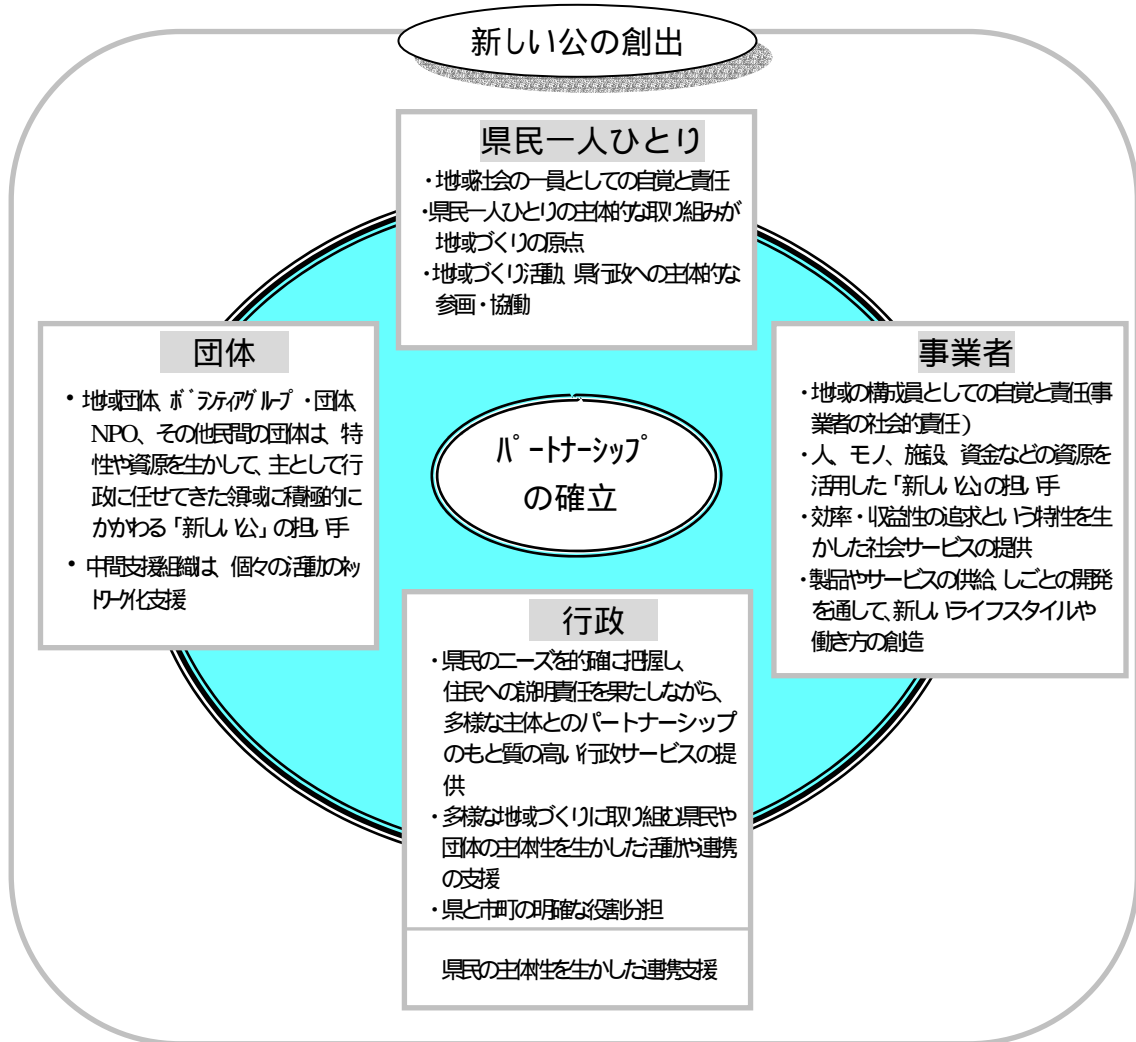 新しい公の創出
県民一人ひとり
・地域社会の一員としての自覚と責任
・県民一人ひとりの主体的な取り組みが
地域づくりの原点
・地域づくり活動、県行政への主体的な
参画・協働
団体
・地域団体、ボランティアグループ・団体、
NPO、その他民間の団体は、特
性や資源を生かして、主として行
政に任せてきた領域に積極的に
かかわる「新しい公」の担い手
・中間支援組織は、個々の活動のネッ
トワーク化支援
パートナーシップ
の確立
事業者
・地域の構成員としての自覚と責任(事
業者の社会的責任)
・人、モノ、施設、資金などの資源を
活用した「新しい公」の担い手
・効率・収益性の追求という特性を生
かした社会サービスの提供
・製品やサービスの供給、しごとの開発
を通して、新しいライフスタイルや
働き方の創造
行政
・県民のニーズを的確に把握し、
住民への説明責任を果たしながら、
多様な主体とのパートナーシップ
のもと質の高い行政サービスの提
供
・多様な地域づくりに取り組む県民や
団体の主体性を生かした活動や連携
の支援
・県と市町の明確な役割分担
県民の主体性を生かした連携支援